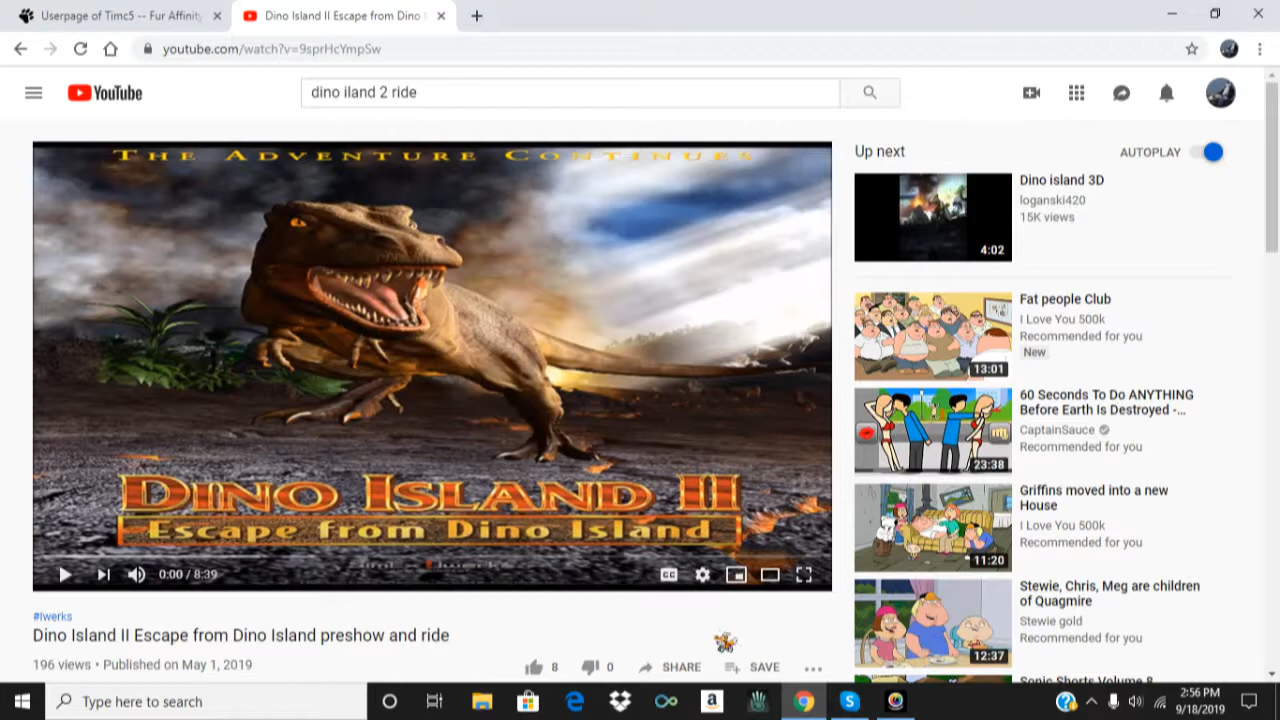 Userpage of Timc5 -- Fur Affinity
Dino Island II Escape from Dino I
youtube.com/watch?v=9sprHcYmpSw
YouTube
dino iland 2 ride
THE ADVENTURE CONTINUES
DINO ISLAND II
Escape from Dino Island
0:00 / 8:39
CC
#Iwerks
Dino Island II Escape from Dino Island preshow and ride
196 views • Published on May 1, 2019
8
0
SHARE
SAVE
Up next
AUTOPLAY
Dino island 3D
loganski420
15K views
4:02
Fat people Club
I Love You 500k
Recommended for you
New
13:01
60 Seconds To Do ANYTHING
Before Earth Is Destroyed -...
CaptainSauce
Recommended for you
23:38
Griffins moved into a new
House
I Love You 500k
Recommended for you
11:20
Stewie, Chris, Meg are children
of Quagmire
Stewie gold
Recommended for you
12:37
Sonic Shorts Volume 8
Type here to search
2:56 PM
9/18/2019